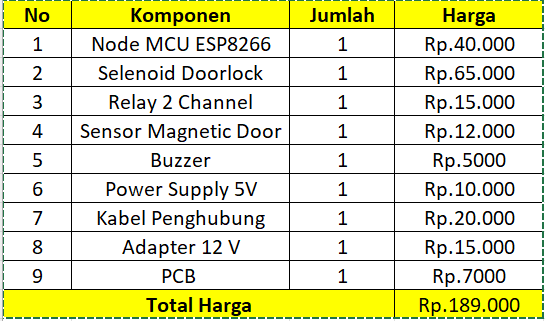 No Komponen Jumlah Harga
1 Node MCU ESP8266 1 Rp.40.000
2 Selenoid Doorlock 1 Rp.65.000
3 Relay 2 Channel 1 Rp.15.000
4 Sensor Magnetic Door 1 Rp.12.000
5 Buzzer 1 Rp.5000
6 Power Supply 5V 1 Rp.10.000
7 Kabel Penghubung 1 Rp.20.000
8 Adapter 12 V 1 Rp.15.000
9 PCB 1 Rp.7000
Total Harga Rp.189.000